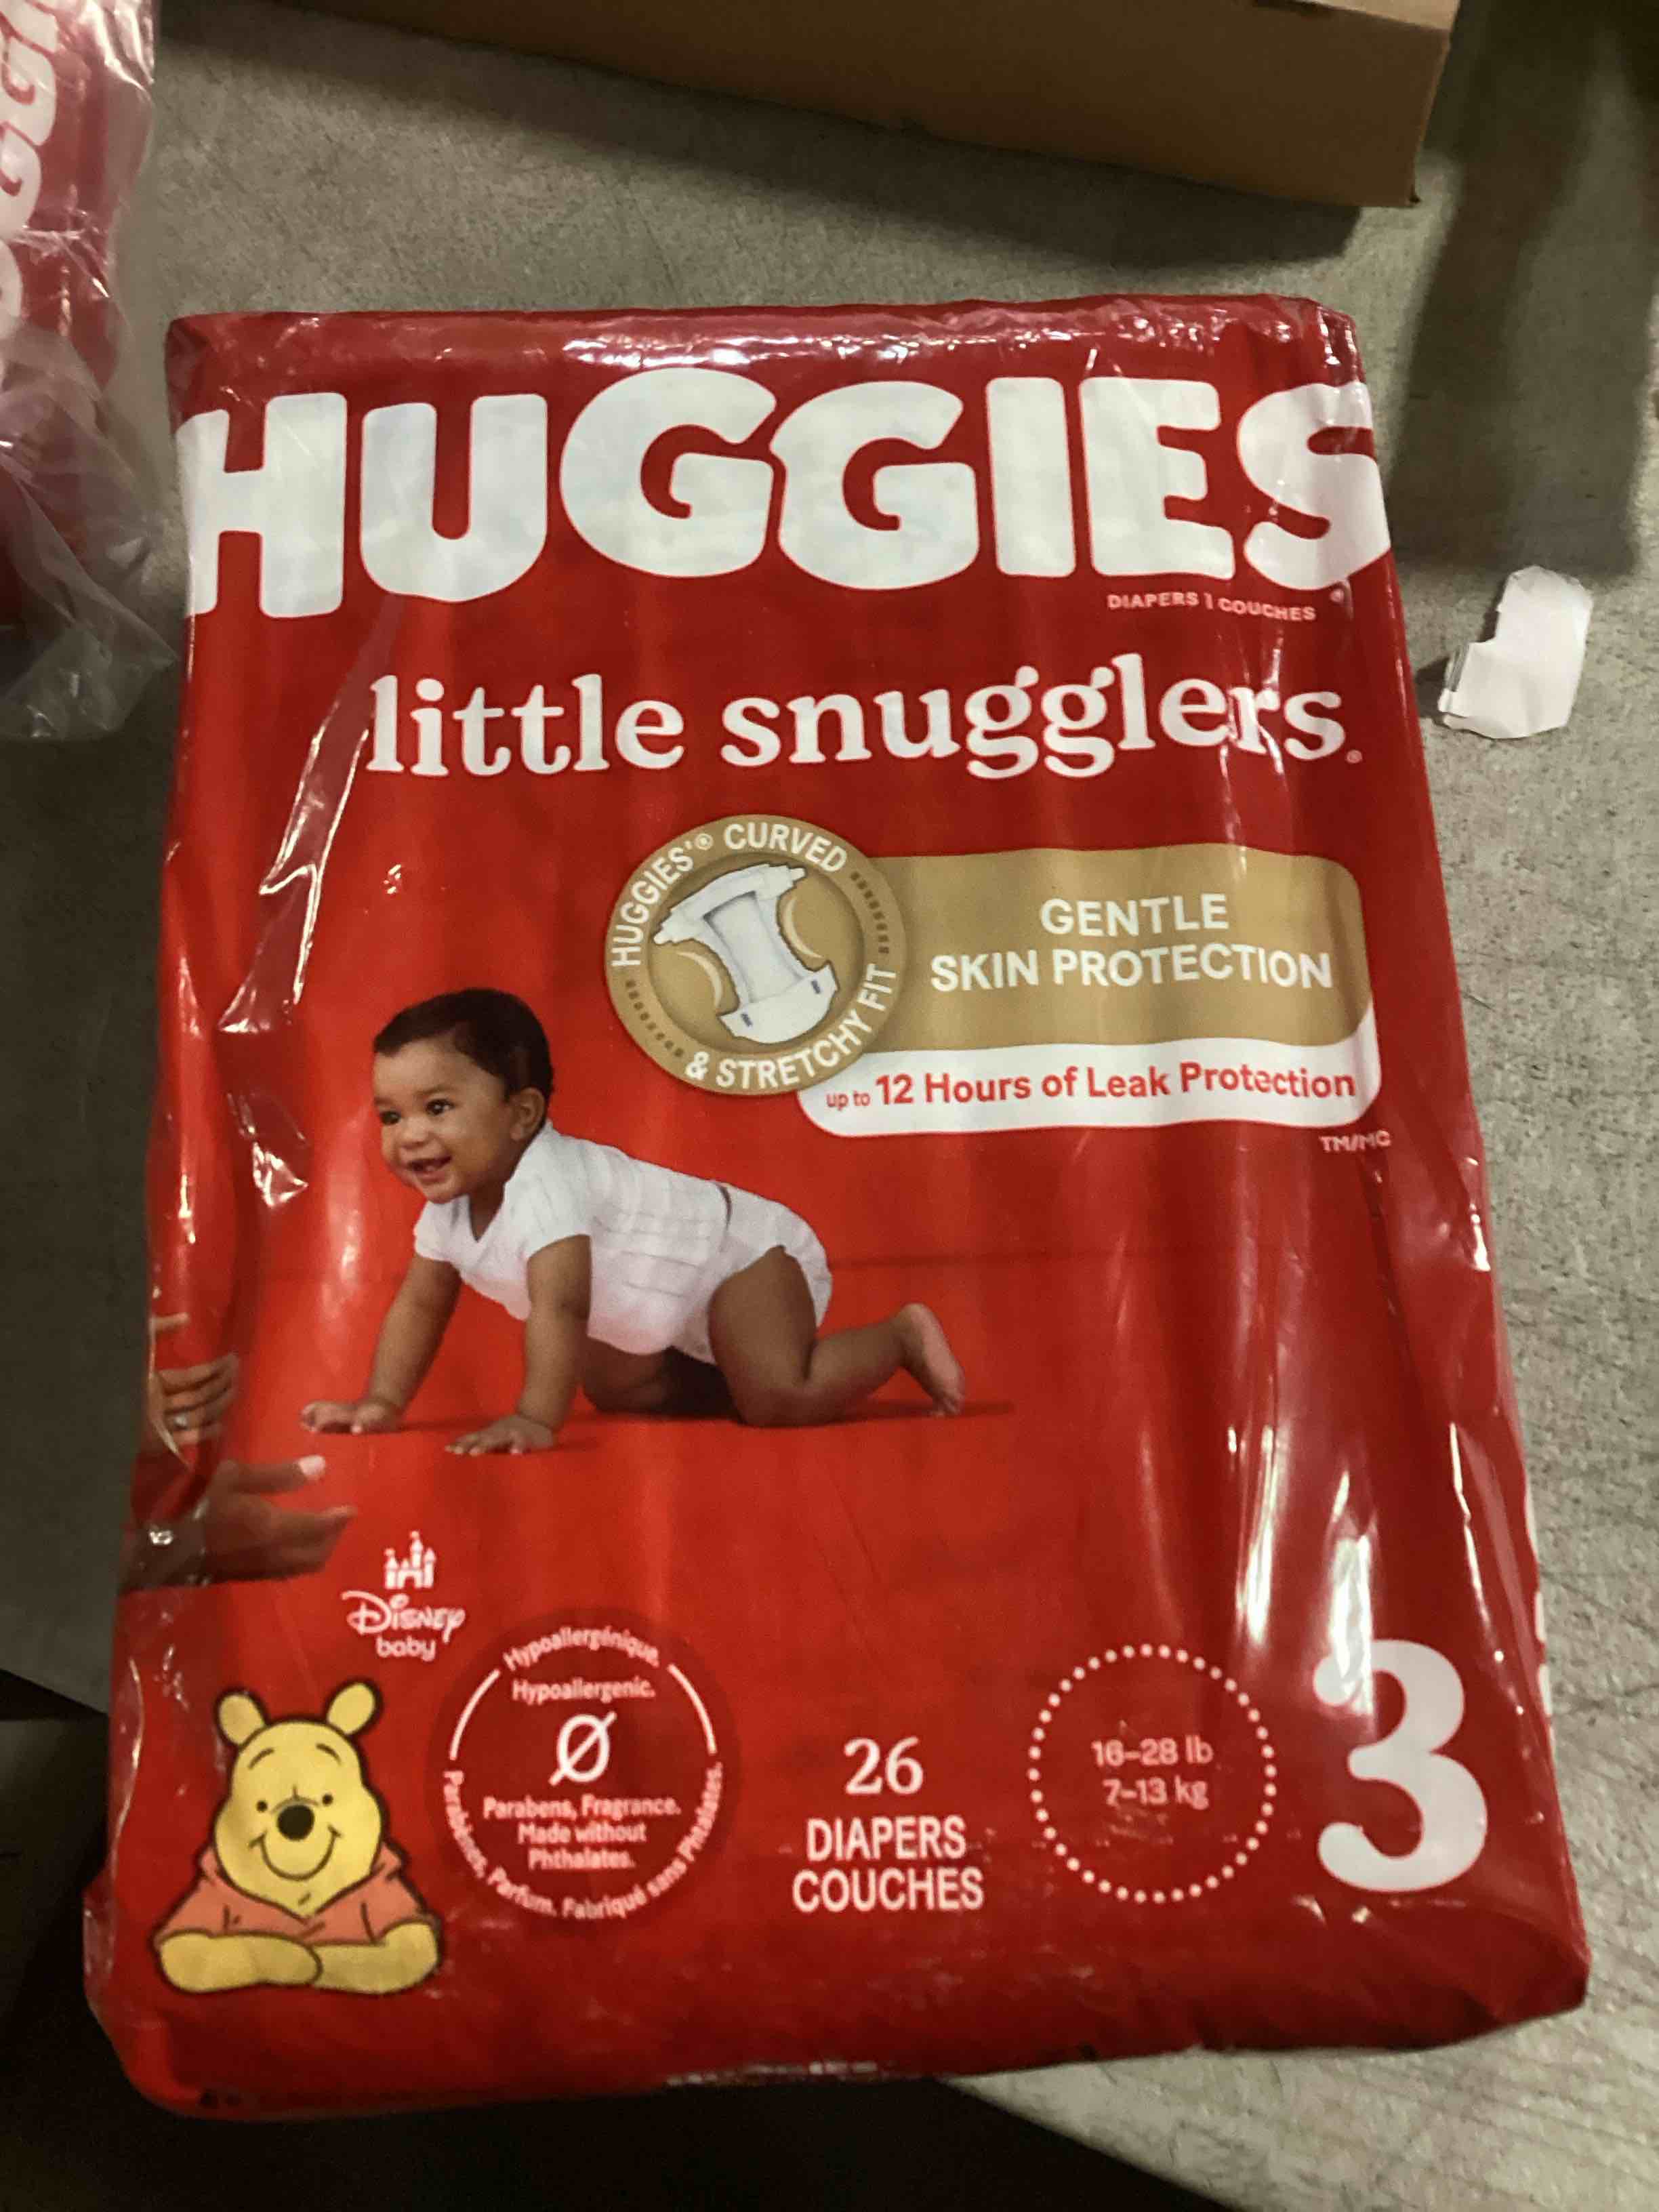 HUGGIES®
DIAPERS | COUCHES
little snugglers®
HUGGIES'® CURVED
& STRETCHY FIT
GENTLE
SKIN PROTECTION
up to 12 Hours of Leak Protection
TM/MC
Disney
baby
Hypoallergénique.
Hypoallergenic.
Parabens, Fragrance.
Made without
Phthalates.
Parabènes, Parfum. Fabriqué sans Phtalates.
26
DIAPERS
COUCHES
16-28 lb
7-13 kg
3